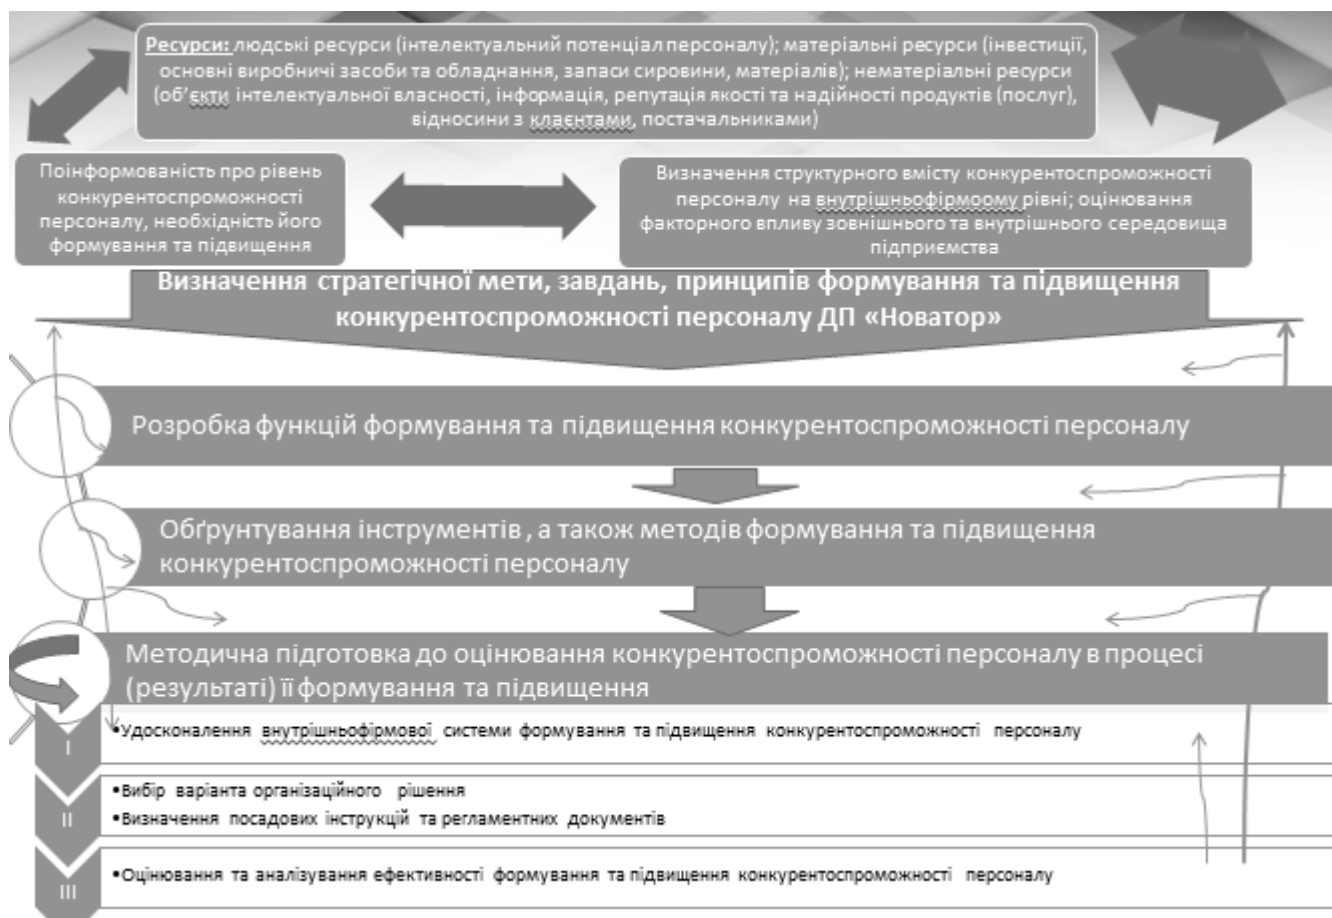 Ресурси: людські ресурси (інтелектуальний потенціал персоналу); матеріальні ресурси (інвестиції,
основні виробничі засоби та обладнання, запаси сировини, матеріалів); нематеріальні ресурси
(об’єкти інтелектуальної власності, інформація, репутація якості та надійності продуктів (послуг),
відносини з клаєнтами, постачальниками)
Поінформованість про рівень
конкурентоспроможності
персоналу, необхідність його
формування та підвищення
Визначення структурного вмісту конкурентоспроможності
персоналу на внутрішньофірмоому рівні; оцінювання
факторного впливу зовнішнього та внутрішнього середовища
підприємства
Визначення стратегічної мети, завдань, принципів формування та підвищення
конкурентоспроможності персоналу ДП «Новатор»
Розробка функцій формування та підвищення конкурентоспроможності персоналу
Обґрунтування інструментів , а також методів формування та підвищення
конкурентоспроможності персоналу
Методична підготовка до оцінювання конкурентоспроможності персоналу в процесі
(результаті) її формування та підвищення
I
•Удосконалення внутрішньофірмової системи формування та підвищення конкурентоспроможності персоналу
•Вибір варіанта організаційного рішення
II
•Визначення посадових інструкцій та регламентних документів
III
•Оцінювання та аналізування ефективності формування та підвищення конкурентоспроможності персоналу